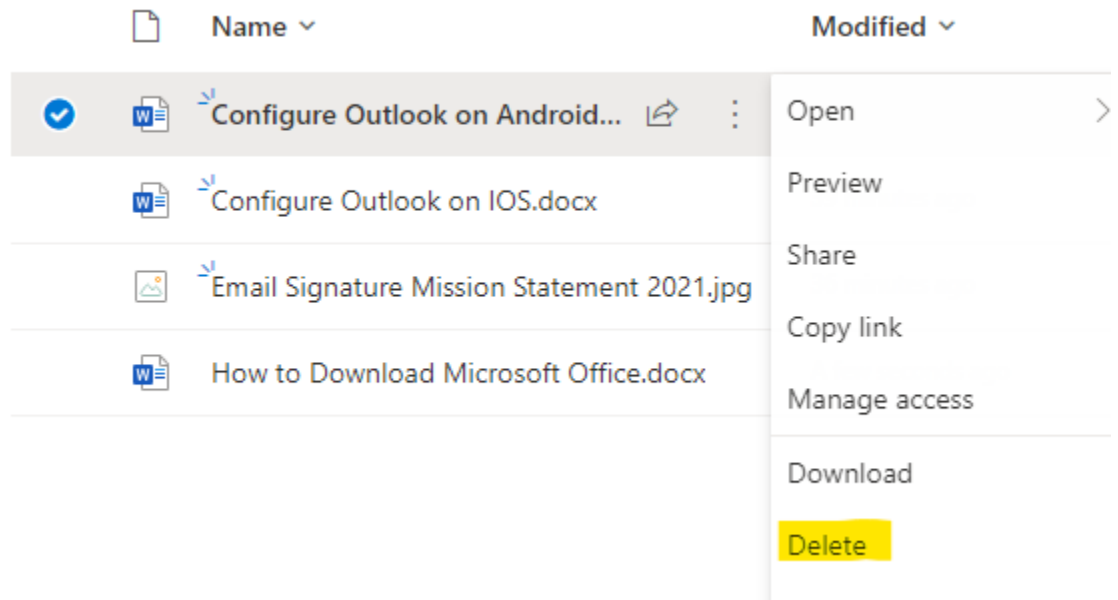 Name
Modified
Configure Outlook on Android...
Open
Preview
Configure Outlook on IOS.docx
Share
Email Signature Mission Statement 2021.jpg
Copy link
How to Download Microsoft Office.docx
Manage access
Download
Delete